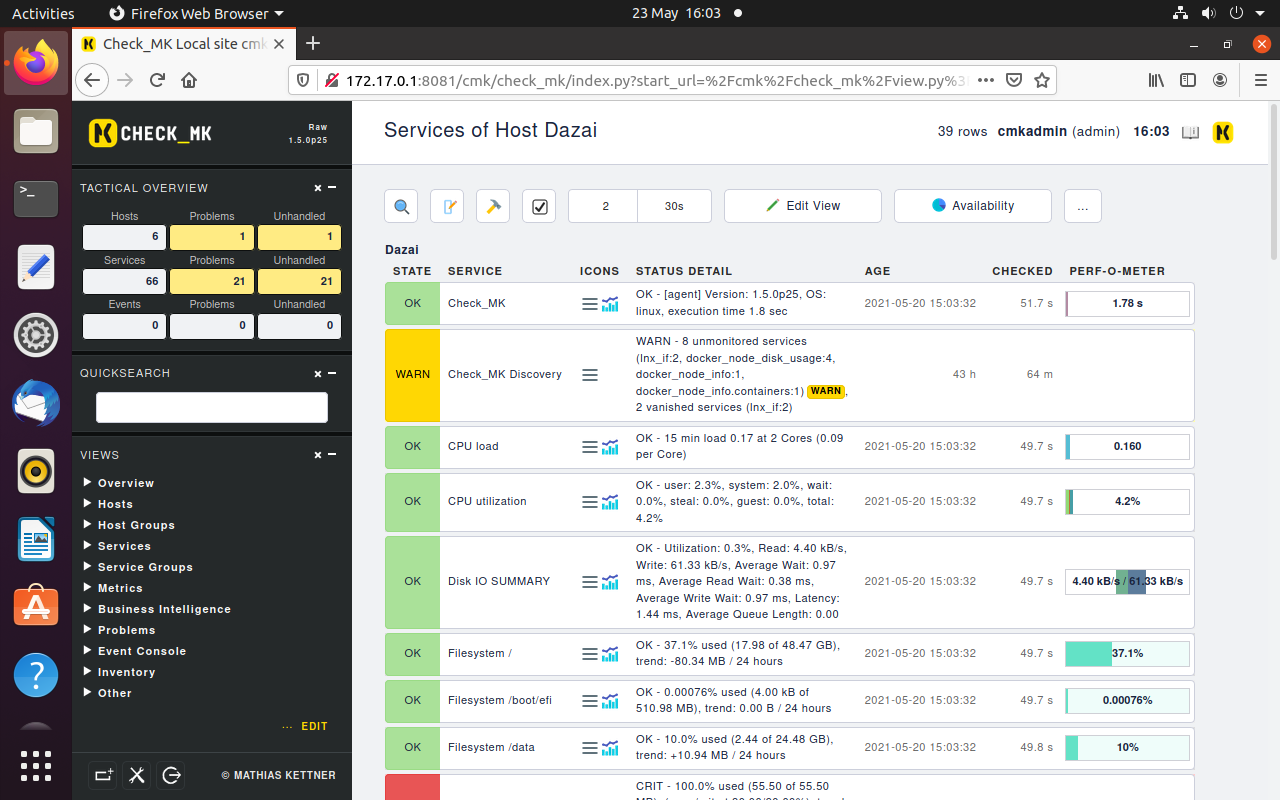 Activities Firefox Web Browser 23 May 16:03
Check_MK Local site cmk
172.17.0.1:8081/cmk/check_mk/index.py?start_url=%2Fcmk%2Fcheck_mk%2Fview.py%3
CHECK_MK Raw
1.5.0p25
Services of Host Dazai 39 rows cmkadmin (admin) 16:03
TACTICAL OVERVIEW
Hosts Problems Unhandled
6 1 1
Services Problems Unhandled
66 21 21
Events Problems Unhandled
0 0 0
QUICKSEARCH
VIEWS
Overview
Hosts
Host Groups
Services
Service Groups
Metrics
Business Intelligence
Problems
Event Console
Inventory
Other
... EDIT
© MATHIAS KETTNER
2 30s Edit View Availability ...
Dazai
STATE SERVICE ICONS STATUS DETAIL AGE CHECKED PERF-O-METER
OK Check_MK OK - [agent] Version: 1.5.0p25, OS:
linux, execution time 1.8 sec 2021-05-20 15:03:32 51.7 s 1.78 s
WARN Check_MK Discovery WARN - 8 unmonitored services
(lnx_if:2, docker_node_disk_usage:4,
docker_node_info:1,
docker_node_info.containers:1) WARN,
2 vanished services (lnx_if:2) 43 h 64 m
OK CPU load OK - 15 min load 0.17 at 2 Cores (0.09
per Core) 2021-05-20 15:03:32 49.7 s 0.160
OK CPU utilization OK - user: 2.3%, system: 2.0%, wait:
0.0%, steal: 0.0%, guest: 0.0%, total:
4.2% 2021-05-20 15:03:32 49.7 s 4.2%
OK Disk IO SUMMARY OK - Utilization: 0.3%, Read: 4.40 kB/s,
Write: 61.33 kB/s, Average Wait: 0.97
ms, Average Read Wait: 0.38 ms,
Average Write Wait: 0.97 ms, Latency:
1.44 ms, Average Queue Length: 0.00 2021-05-20 15:03:32 49.7 s 4.40 kB/s / 61.33 kB/s
OK Filesystem / OK - 37.1% used (17.98 of 48.47 GB),
trend: -80.34 MB / 24 hours 2021-05-20 15:03:32 49.7 s 37.1%
OK Filesystem /boot/efi OK - 0.00076% used (4.00 kB of
510.98 MB), trend: 0.00 B / 24 hours 2021-05-20 15:03:32 49.7 s 0.00076%
OK Filesystem /data OK - 10.0% used (2.44 of 24.48 GB),
trend: +10.94 MB / 24 hours 2021-05-20 15:03:32 49.8 s 10%
CRIT - 100.0% used (55.50 of 55.50